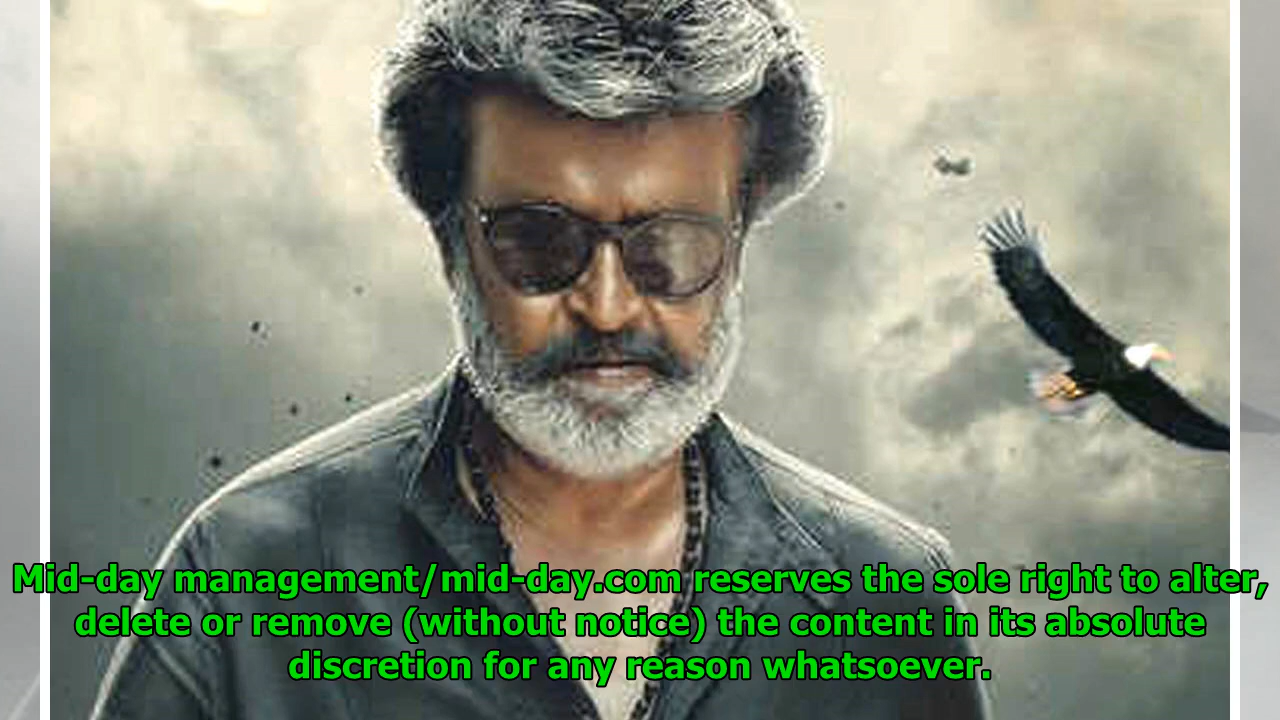 Mid-day management/mid-day.com reserves the sole right to alter,
delete or remove (without notice) the content in its absolute
discretion for any reason whatsoever.